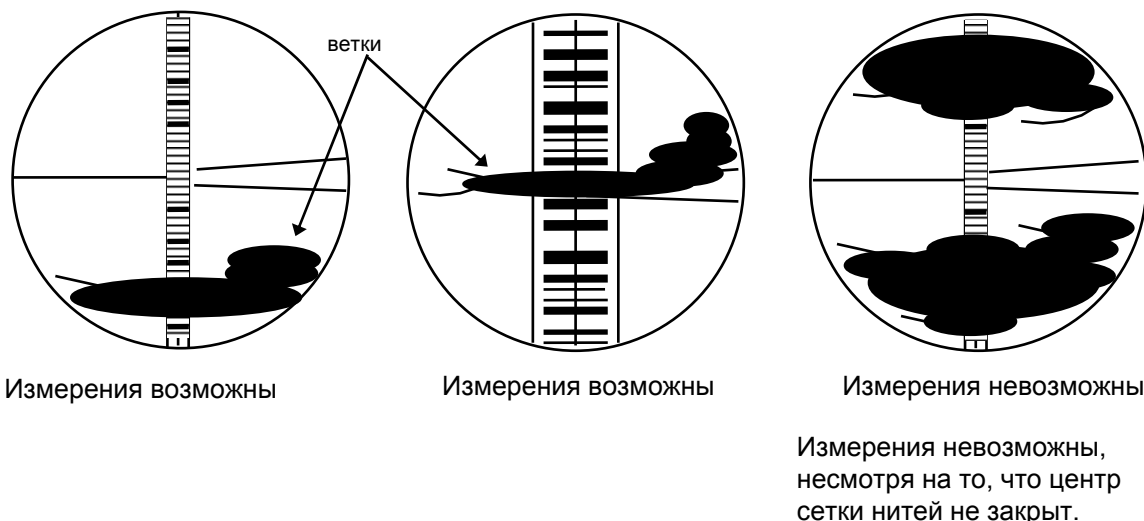 ветки
Измерения возможны
Измерения возможны
Измерения невозможны
Измерения невозможны,
несмотря на то, что центр
сетки нитей не закрыт.